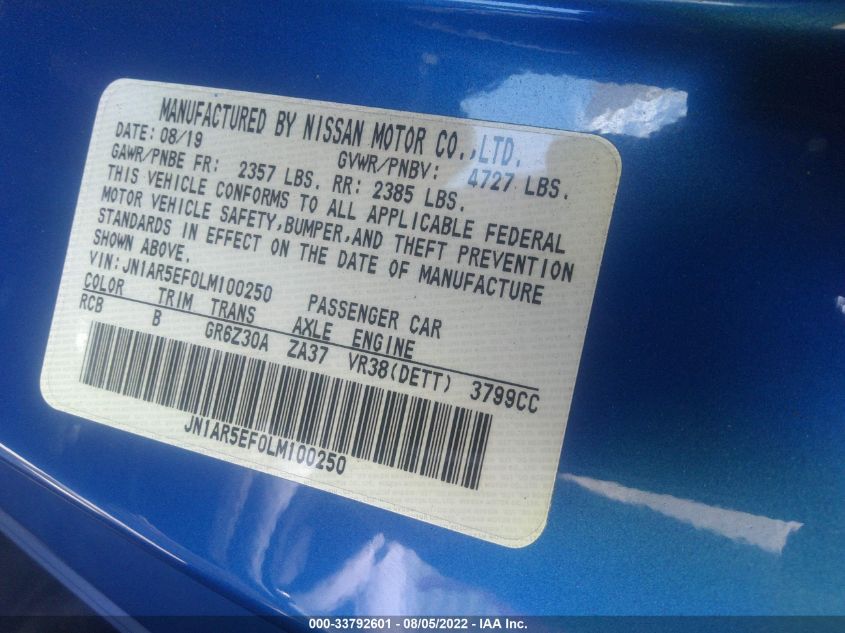 MANUFACTURED BY NISSAN MOTOR CO.,LTD.
DATE: 08/19 GVWR/PNBV: 4727 LBS.
GAWR/PNBE FR: 2357 LBS. RR: 2385 LBS.
THIS VEHICLE CONFORMS TO ALL APPLICABLE FEDERAL
MOTOR VEHICLE SAFETY,BUMPER,AND THEFT PREVENTION
STANDARDS IN EFFECT ON THE DATE OF MANUFACTURE
SHOWN ABOVE.
VIN:JN1AR5EF0LM100250 PASSENGER CAR
COLOR TRIM TRANS AXLE ENGINE
RCB B GR6Z30A ZA37 VR38(DETT) 3799CC
JN1AR5EF0LM100250
000-33792601 - 08/05/2022 - IAA Inc.